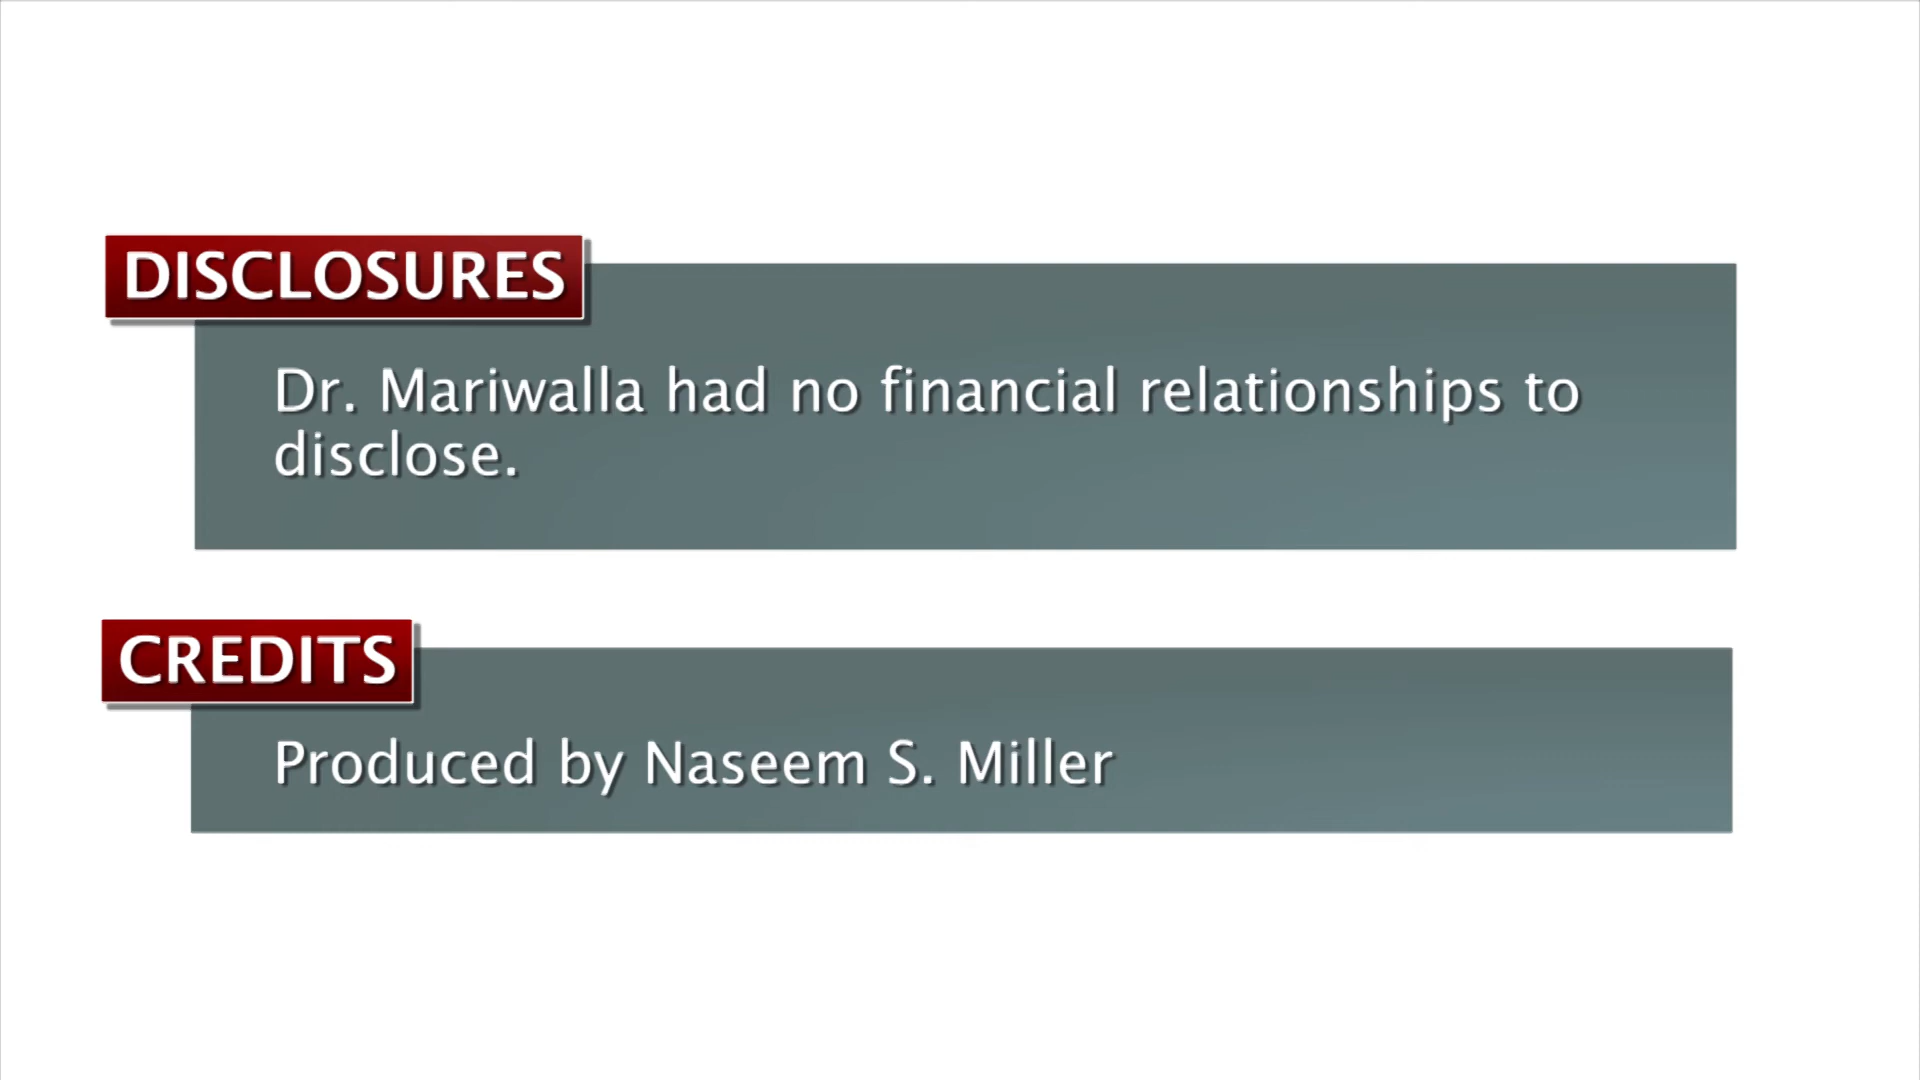 DISCLOSURES
Dr. Mariwalla had no financial relationships to
disclose.
CREDITS
Produced by Naseem S. Miller